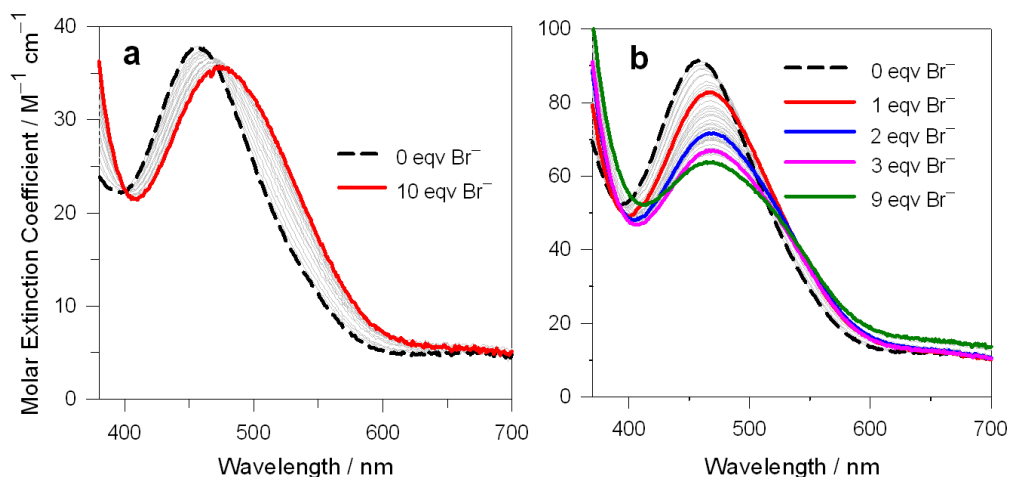 a
40
30
20
10
0
400
500
600
700
Molar Extinction Coefficient / M⁻¹ cm⁻¹
Wavelength / nm
0 eqv Br⁻
10 eqv Br⁻
b
100
80
60
40
20
0
400
500
600
700
Wavelength / nm
0 eqv Br⁻
1 eqv Br⁻
2 eqv Br⁻
3 eqv Br⁻
9 eqv Br⁻